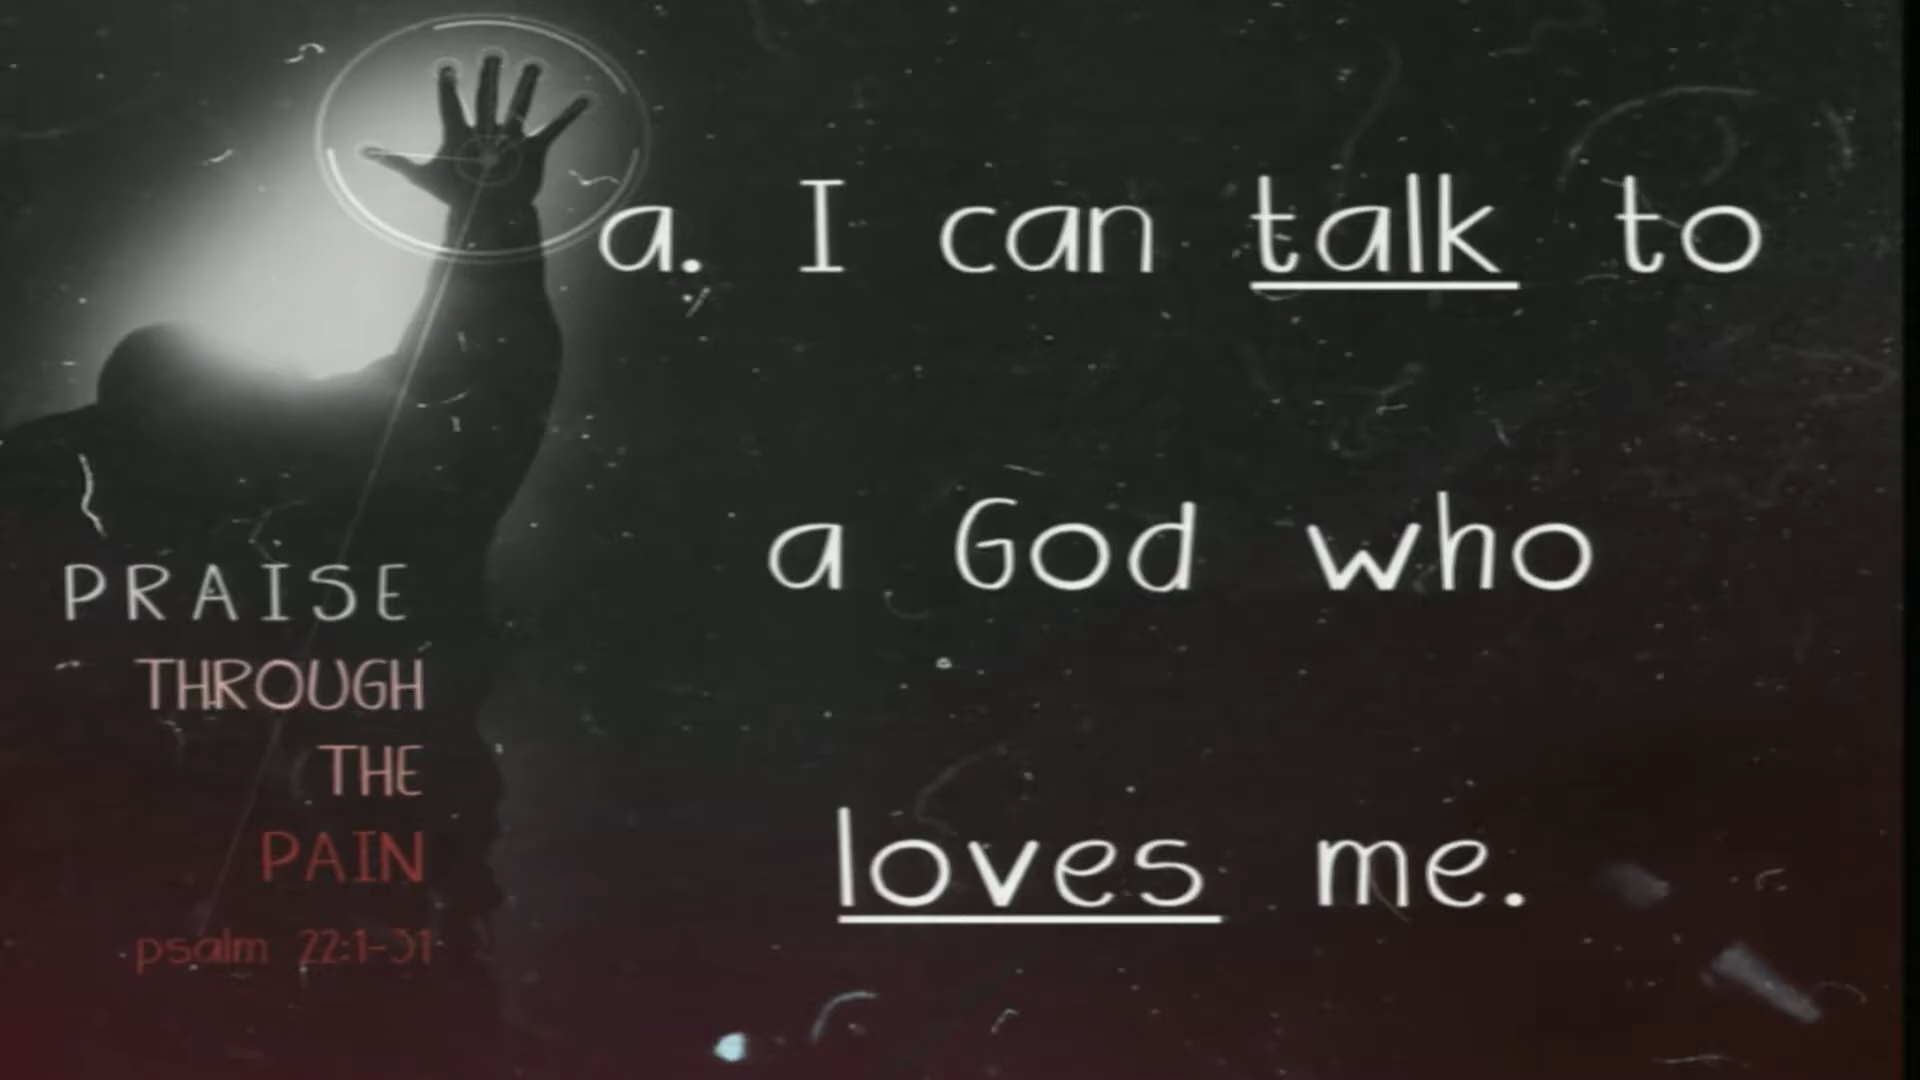 a. I can talk to
a God who
loves me.
PRAISE
THROUGH
THE
PAIN
psalm 22:1-31